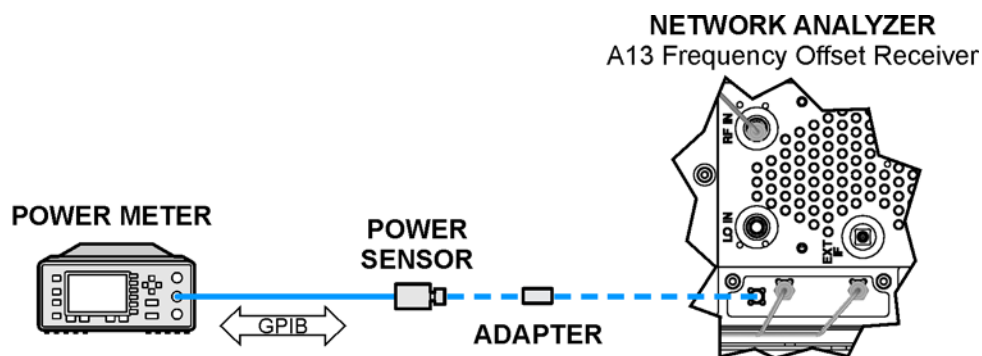 NETWORK ANALYZER
A13 Frequency Offset Receiver
RF IN
POWER METER
POWER
SENSOR
LO IN
EXT
IF
GPIB
ADAPTER